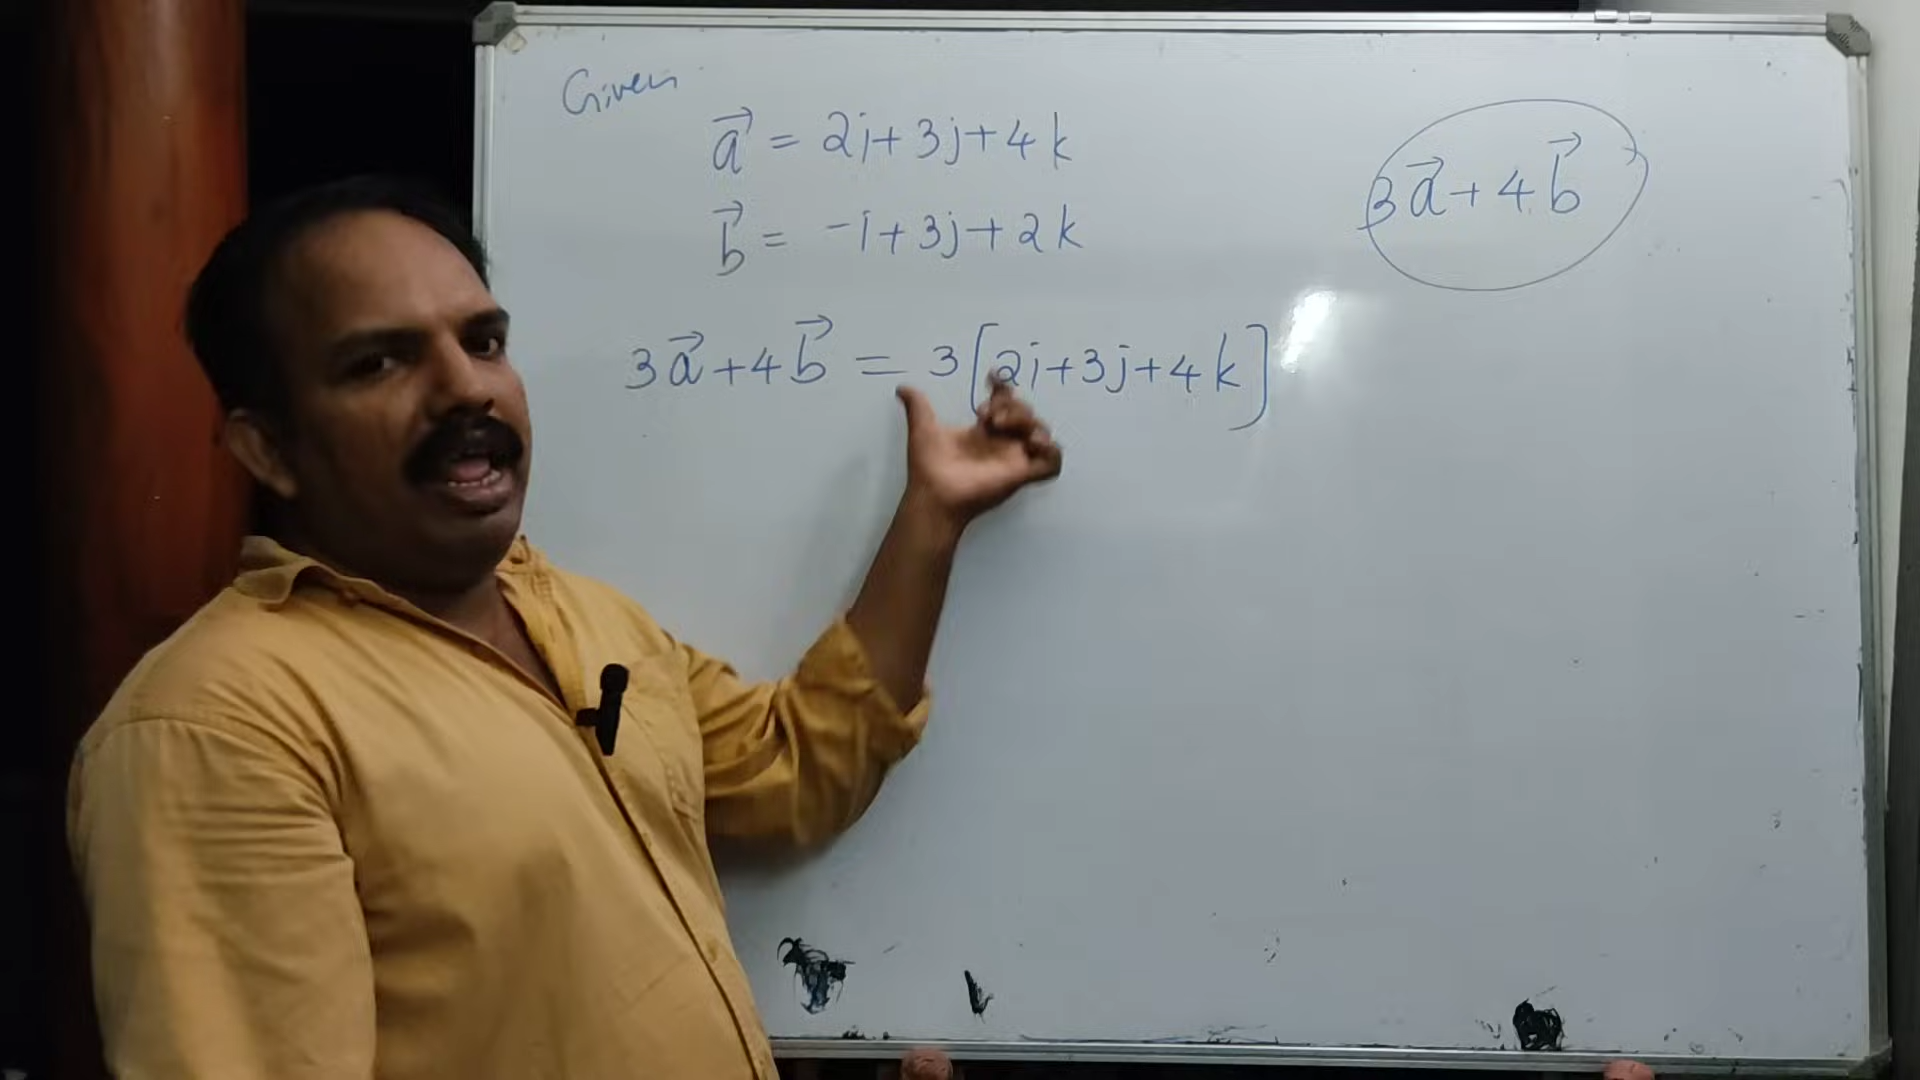 Given
a⃗ = 2i+3j+4k
b⃗ = -i+3j+2k
3a⃗+4b⃗
3a⃗+4b⃗ = 3[2i+3j+4k]